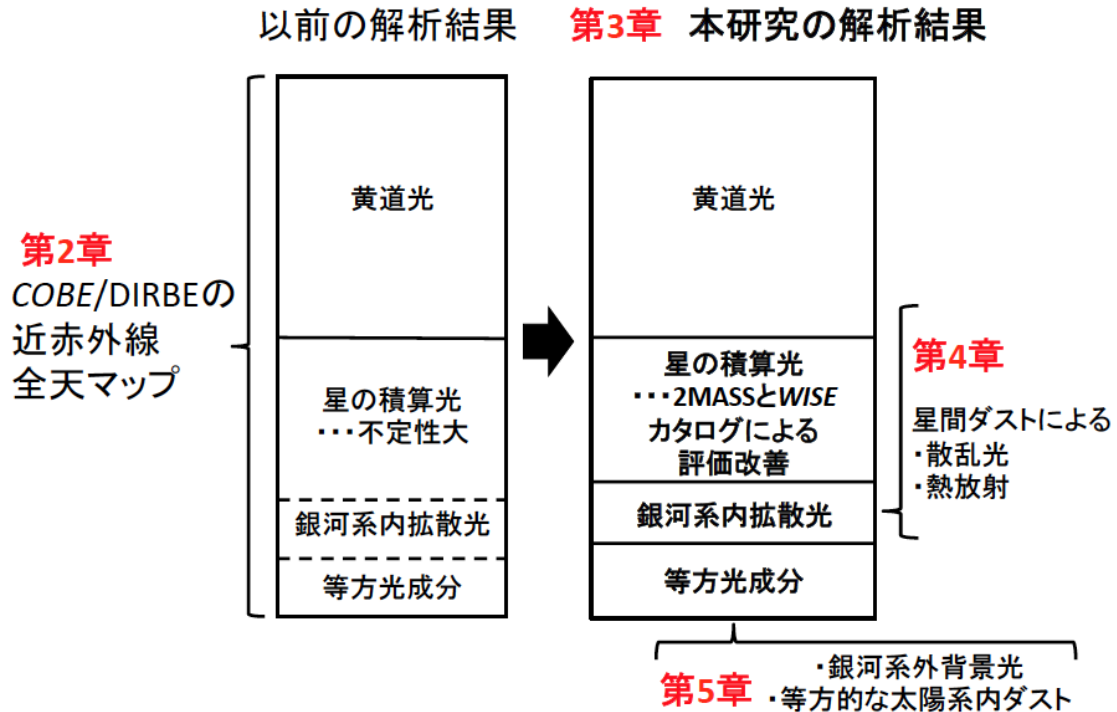 以前の解析結果
第3章 本研究の解析結果
第2章
COBE/DIRBEの
近赤外線
全天マップ
黄道光
星の積算光
･･･不定性大
銀河系内拡散光
等方光成分
黄道光
星の積算光
･･･2MASSとWISE
カタログによる
評価改善
銀河系内拡散光
等方光成分
第4章
星間ダストによる
・散乱光
・熱放射
第5章
・銀河系外背景光
・等方的な太陽系内ダスト